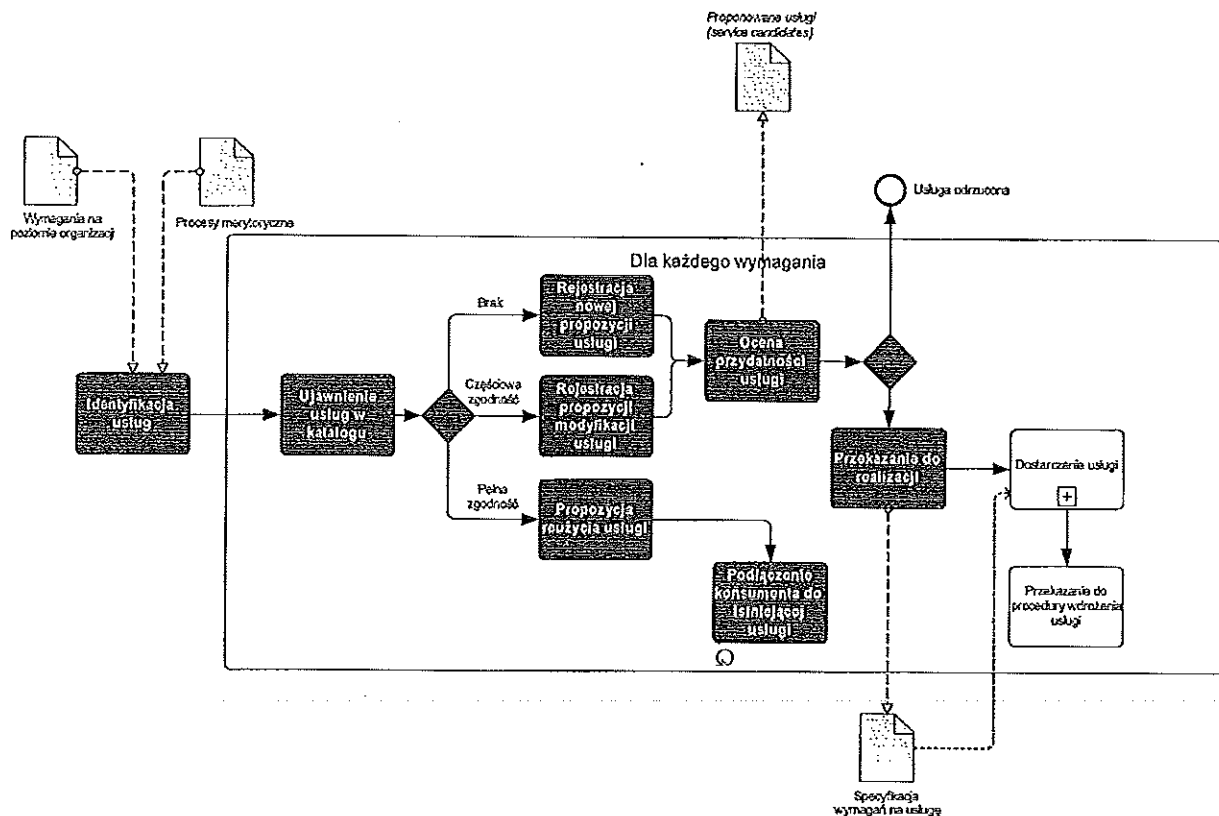 Proponowane usługi
(service candidates)
Wymagania na
poziomie organizacji
Procesy merytoryczne
Usługa odrzucona
Dla każdego wymagania
Identyfikacja
usług
Ujawnienie
usług w
katalogu
Brak
Częściowa
zgodność
Pełna
zgodność
Rejestracja
nowej
propozycji
usługi
Rejestracja
propozycji
modyfikacji
usługi
Propozycja
reużycia usługi
Podłączenie
konsumenta do
istniejącej
usługi
Ocena
przydatności
usługi
Przekazanie do
realizacji
Dostarczenie usługi
Przekazanie do
procedury wdrożenia
usługi
Specyfikacja
wymagań na usługę